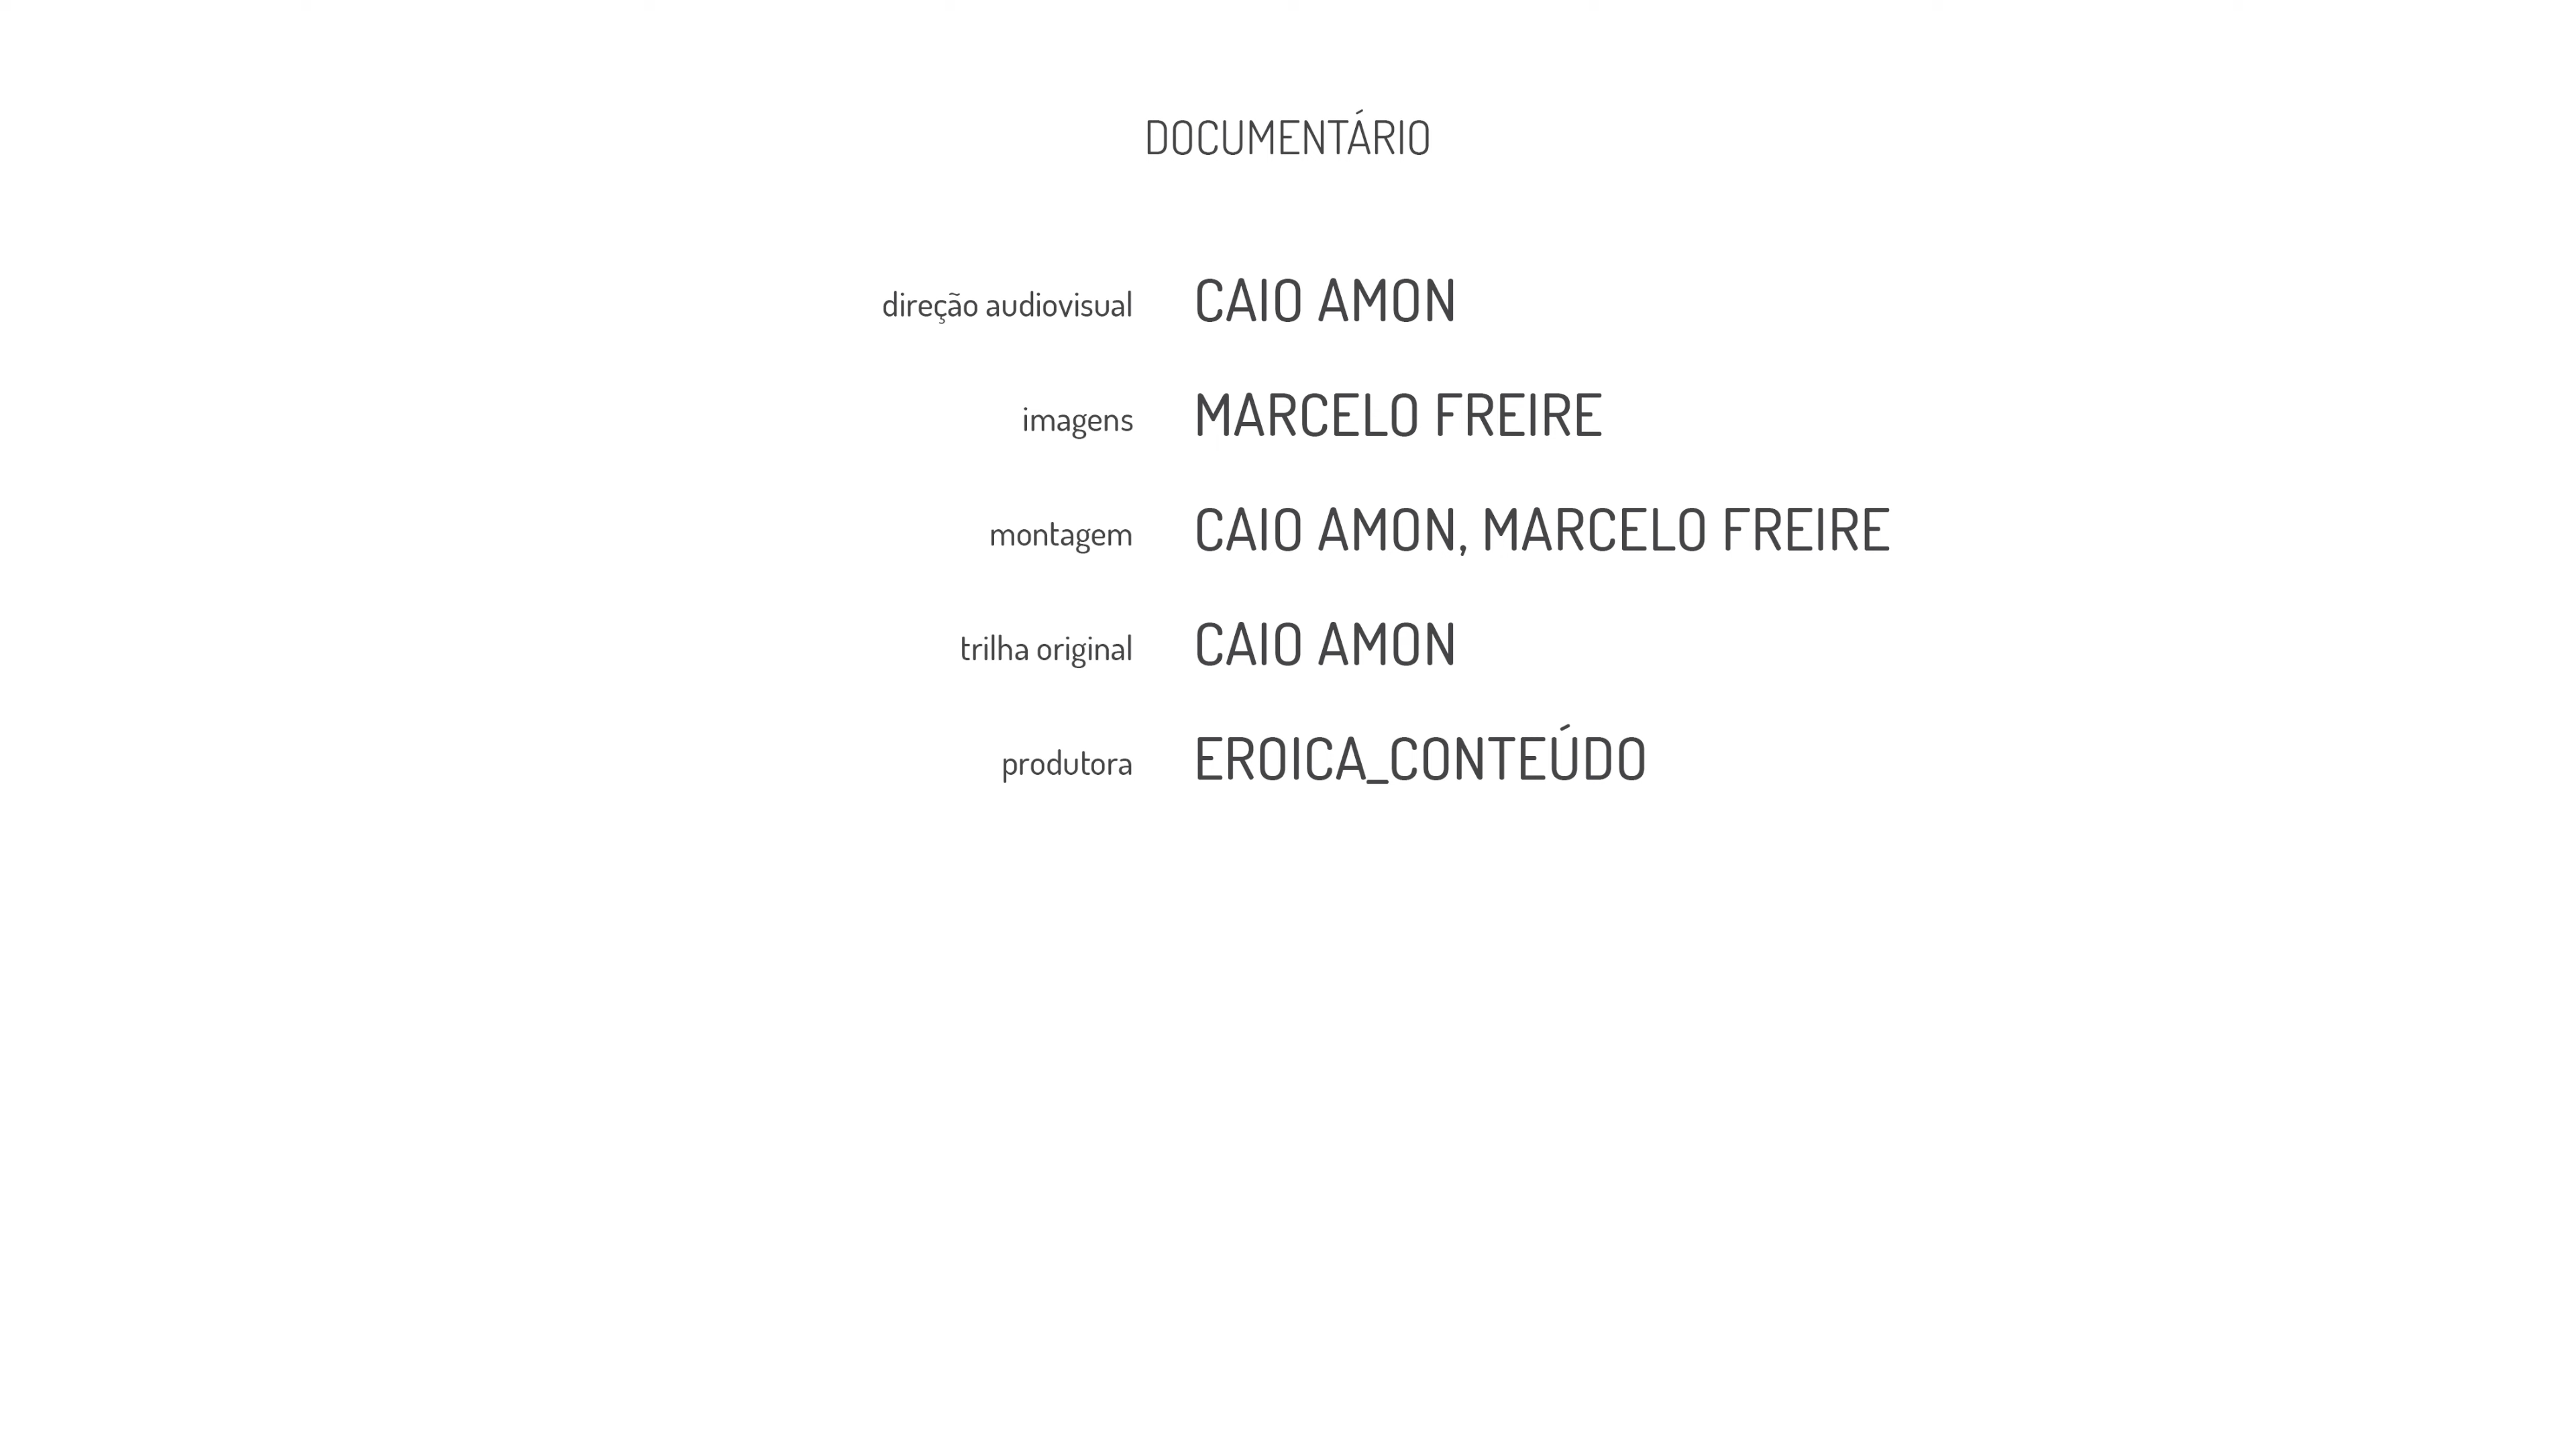 DOCUMENTÁRIO
direção audiovisual CAIO AMON
imagens MARCELO FREIRE
montagem CAIO AMON, MARCELO FREIRE
trilha original CAIO AMON
produtora EROICA_CONTEÚDO